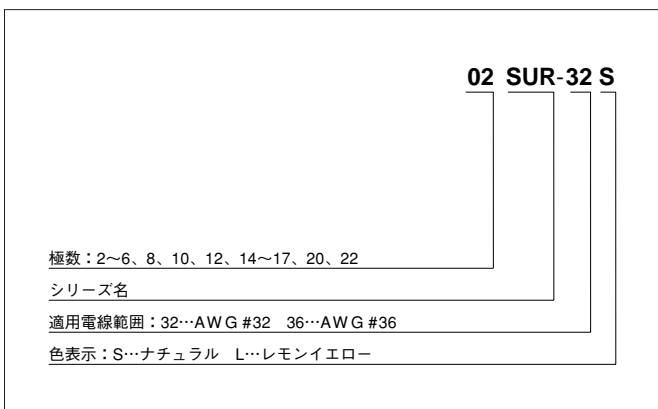 02 SUR-32 S
極数：2～6、8、10、12、14～17、20、22
シリーズ名
適用電線範囲：32…AWG #32　36…AWG #36
色表示：S…ナチュラル　L…レモンイエロー